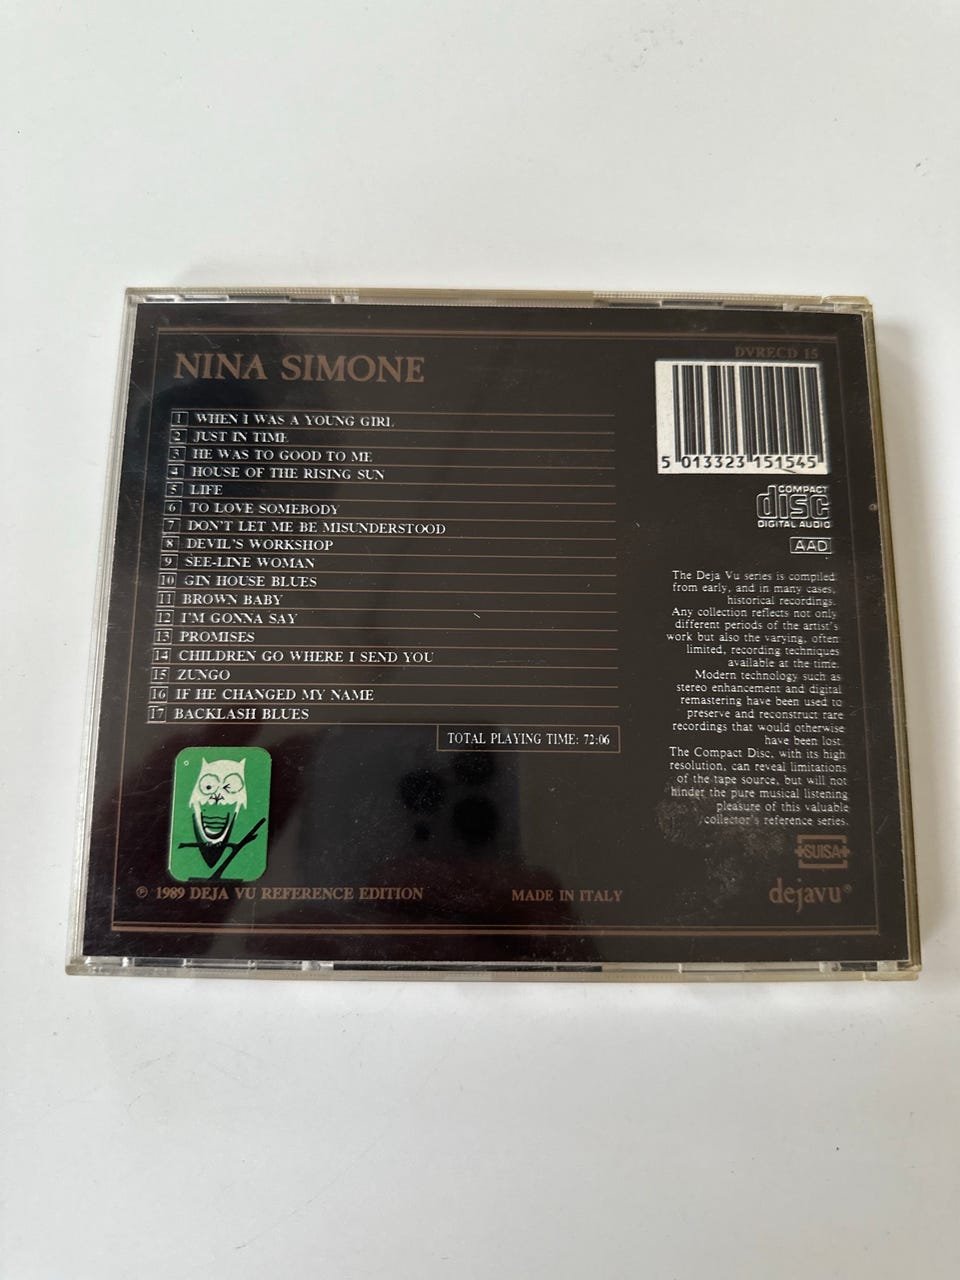 NINA SIMONE
DVRECD 15
1 WHEN I WAS A YOUNG GIRL
2 JUST IN TIME
3 HE WAS TO GOOD TO ME
4 HOUSE OF THE RISING SUN
5 LIFE
6 TO LOVE SOMEBODY
7 DON'T LET ME BE MISUNDERSTOOD
8 DEVIL'S WORKSHOP
9 SEE-LINE WOMAN
10 GIN HOUSE BLUES
11 BROWN BABY
12 I'M GONNA SAY
13 PROMISES
14 CHILDREN GO WHERE I SEND YOU
15 ZUNGO
16 IF HE CHANGED MY NAME
17 BACKLASH BLUES
TOTAL PLAYING TIME: 72:06
5 013323 151545
COMPACT
disc
DIGITAL AUDIO
AAD
The Deja Vu series is compiled
from early, and in many cases,
historical recordings.
Any collection reflects not only
different periods of the artist's
work but also the varying, often
limited, recording techniques
available at the time.
Modern technology such as
stereo enhancement and digital
remastering have been used to
preserve and reconstruct rare
recordings that would otherwise
have been lost.
The Compact Disc, with its high
resolution, can reveal limitations
of the tape source, but will not
hinder the pure musical listening
pleasure of this valuable
collector's reference series.
SUISA
dejavu®
℗ 1989 DEJA VU REFERENCE EDITION
MADE IN ITALY